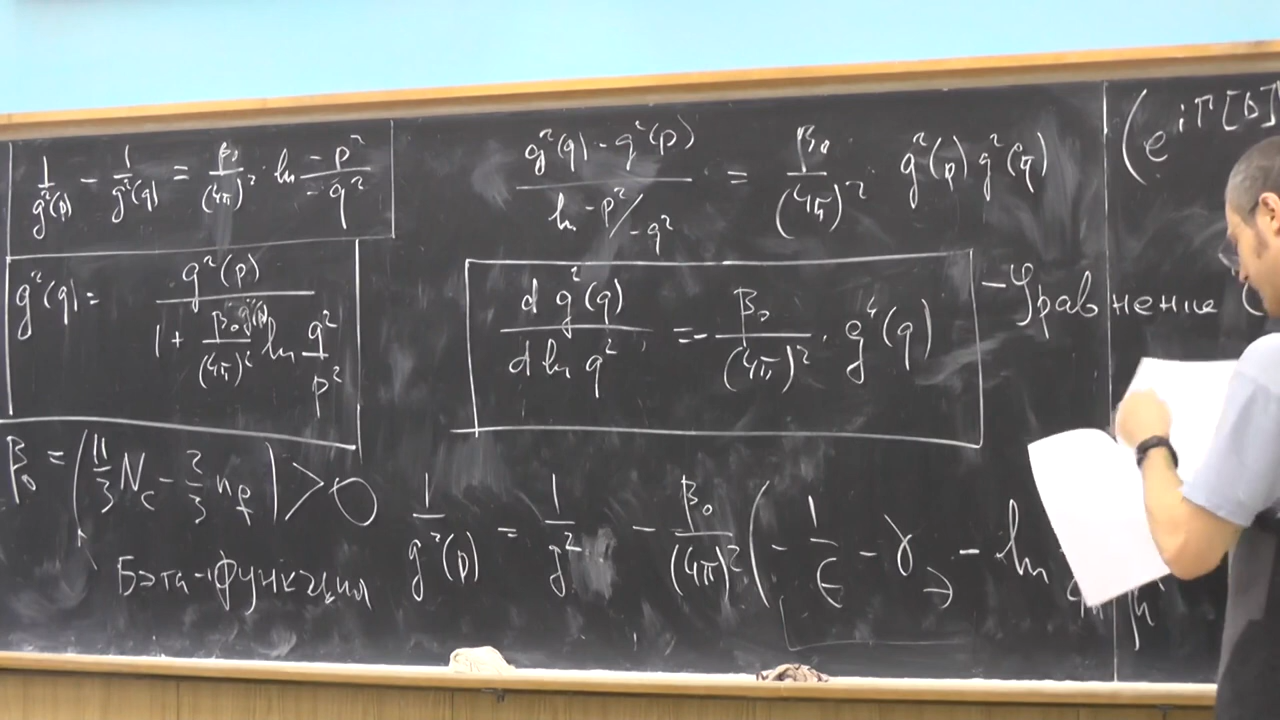 1/g²(p) - 1/g²(q) = β₀/(4π)² · ln -p²/-q²
g²(q) = g²(p) / (1 + β₀g²(p)/(4π)² ln q²/p²)
β₀ = (11/3 N_c - 2/3 n_f) > 0
Бэта-функция
(g²(q) - g²(p)) / (ln -p²/-q²) = β₀/(4π)² · g²(p) g²(q)
d g²(q) / d ln q² = - β₀/(4π)² · g⁴(q)
- Уравнение (
1/g²(p) = 1/g² - β₀/(4π)² (- 1/ε - γ_э - ln
(e^{iΓ[b]}